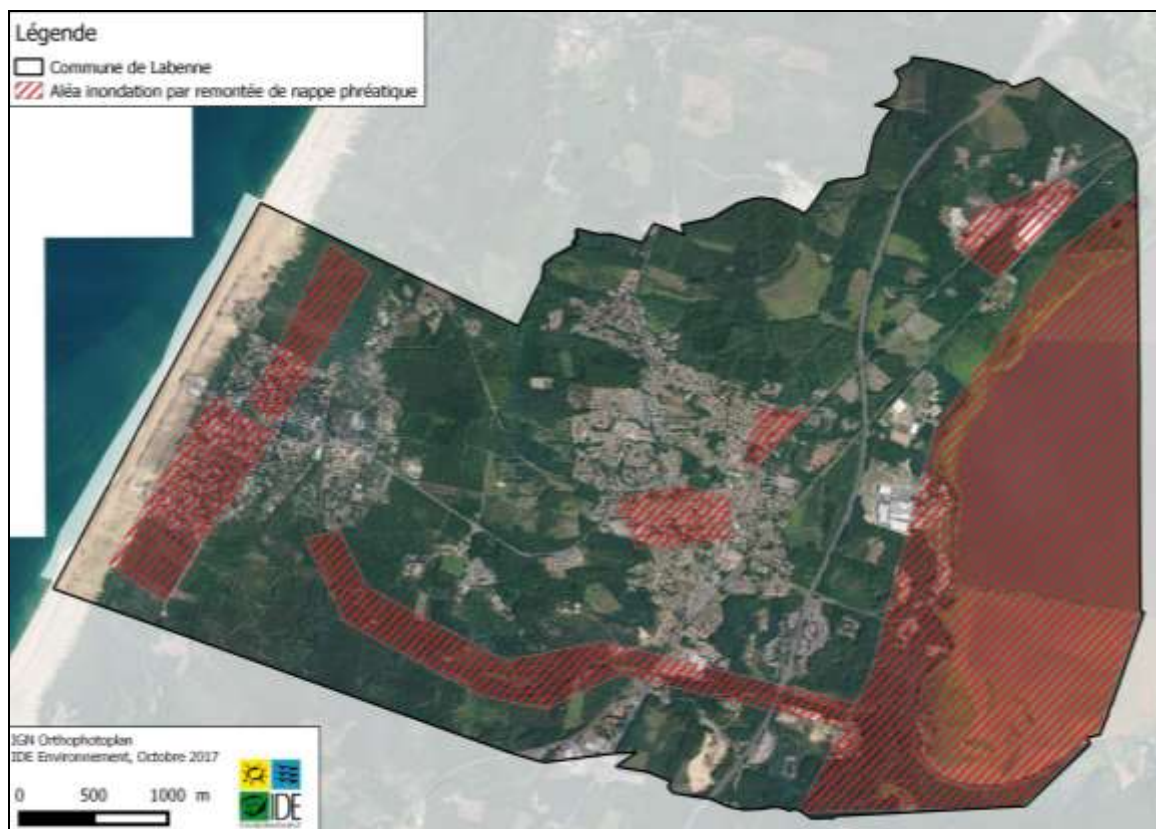 Légende
Commune de Labenne
Aléa inondation par remontée de nappe phréatique
IGN Orthophotoplan
IDE Environnement, Octobre 2017
0 500 1000 m
IDE